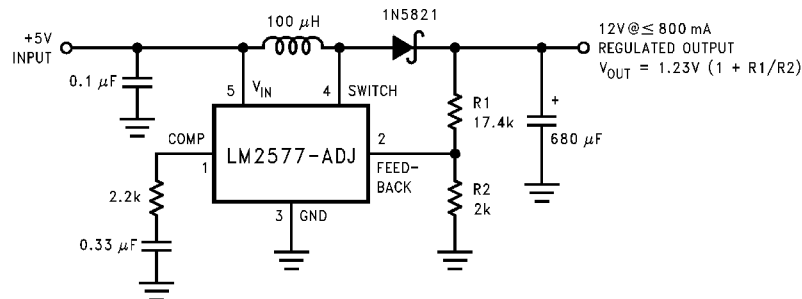 100 μH
1N5821
+5V
INPUT
12V@≤ 800 mA
REGULATED OUTPUT
VOUT = 1.23V (1 + R1/R2)
0.1 μF
5
VIN
4
SWITCH
R1
17.4k
+
680 μF
COMP
1
LM2577-ADJ
2
FEED-
BACK
2.2k
R2
2k
3
GND
0.33 μF